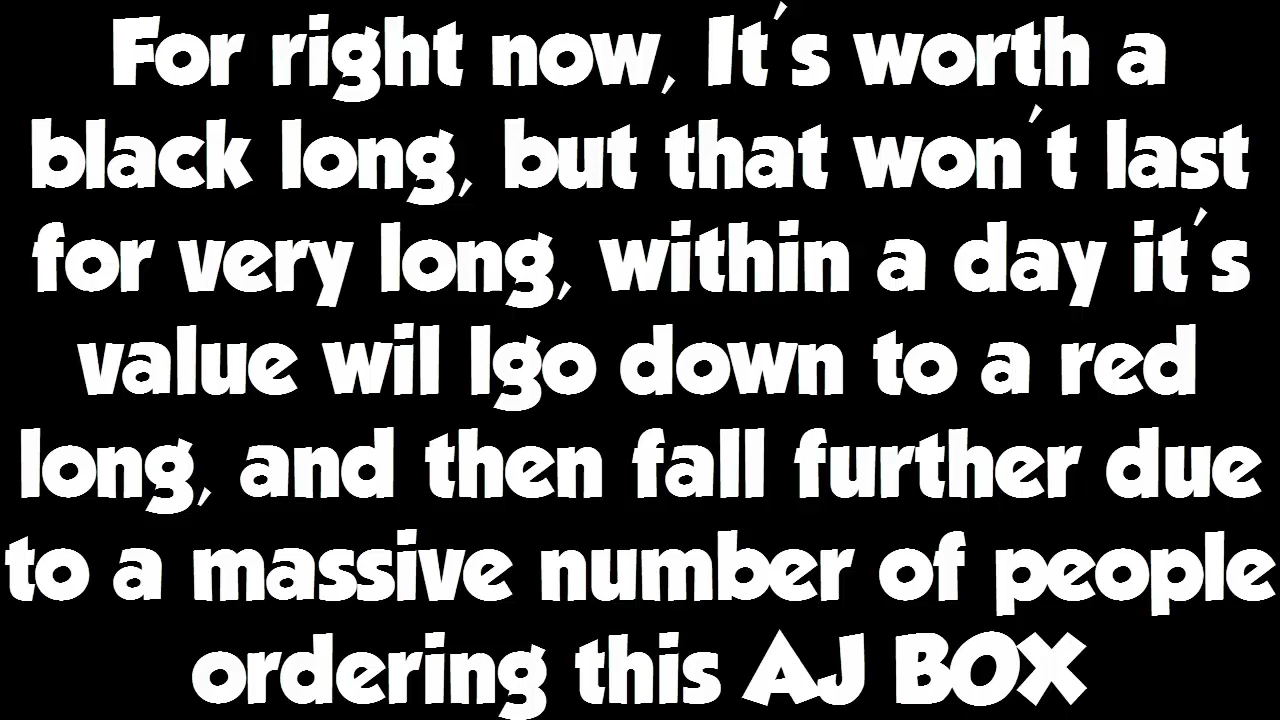 For right now, It's worth a
black long, but that won't last
for very long, within a day it's
value wil lgo down to a red
long, and then fall further due
to a massive number of people
ordering this AJ BOX